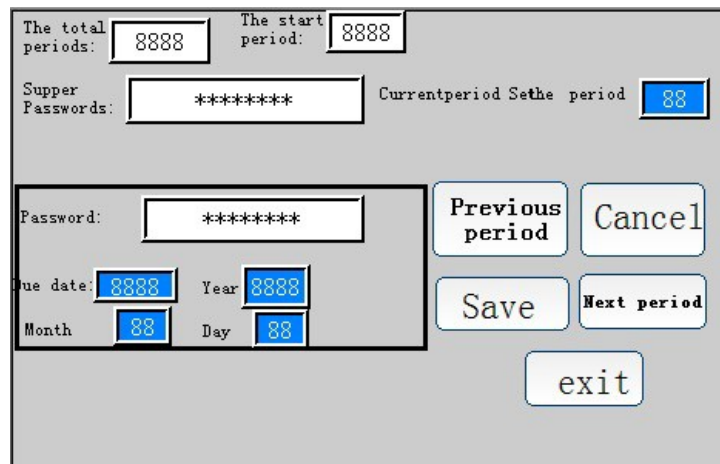 The total periods: 8888 The start period: 8888
Supper Passwords: ******** Currentperiod Sethe period 88
Password: ********
Previous period
Cancel
Due date: 8888 Year 8888
Month 88 Day 88
Save
Next period
exit